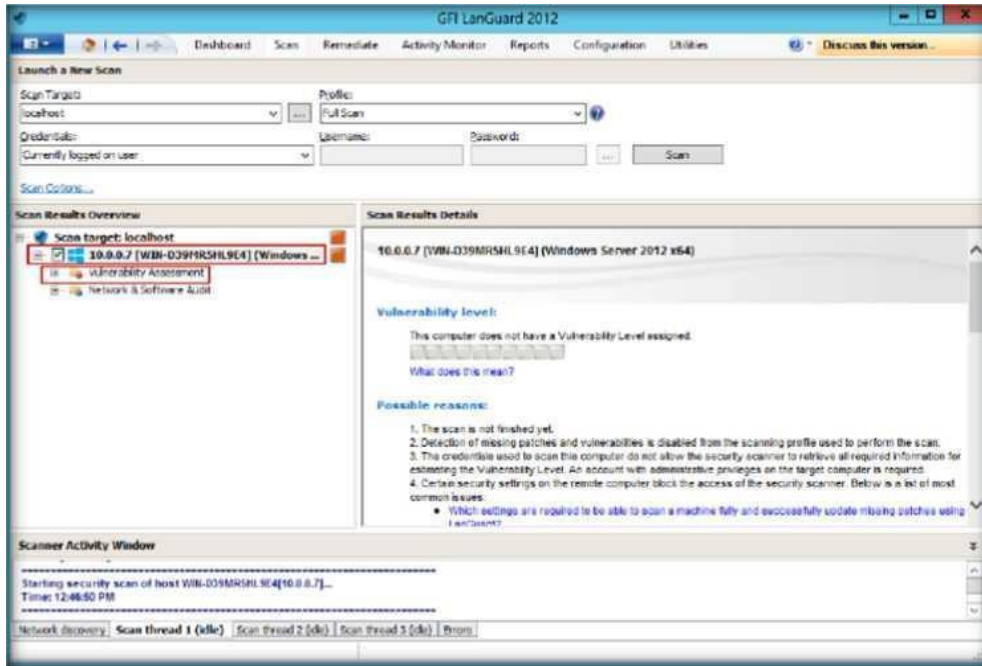 GFI LanGuard 2012
Dashboard Scan Remediate Activity Monitor Reports Configuration Utilities Discuss this version...
Launch a New Scan
Scan Target: Profile:
localhost ... Full Scan
Credentials: Username: Password:
Currently logged on user ... Scan
Scan Options...
Scan Results Overview
Scan target: localhost
10.0.0.7 [WIN-D39MR5HL9E4] (Windows ...
Vulnerability Assessment
Network & Software Audit
Scan Results Details
10.0.0.7 [WIN-D39MR5HL9E4] (Windows Server 2012 x64)
Vulnerability level:
This computer does not have a Vulnerability Level assigned.
What does this mean?
Possible reasons:
1. The scan is not finished yet.
2. Detection of missing patches and vulnerabilities is disabled from the scanning profile used to perform the scan.
3. The credentials used to scan this computer do not allow the security scanner to retrieve all required information for
estimating the Vulnerability Level. An account with administrative privileges on the target computer is required.
4. Certain security settings on the remote computer block the access of the security scanner. Below is a list of most
common issues:
Which settings are required to be able to scan a machine fully and successfully update missing patches using
LanGuard?
Scanner Activity Window
Starting security scan of host WIN-D39MR5HL9E4[10.0.0.7]...
Time: 12:46:50 PM
Network discovery Scan thread 1 (idle) Scan thread 2 (idle) Scan thread 3 (idle) Errors